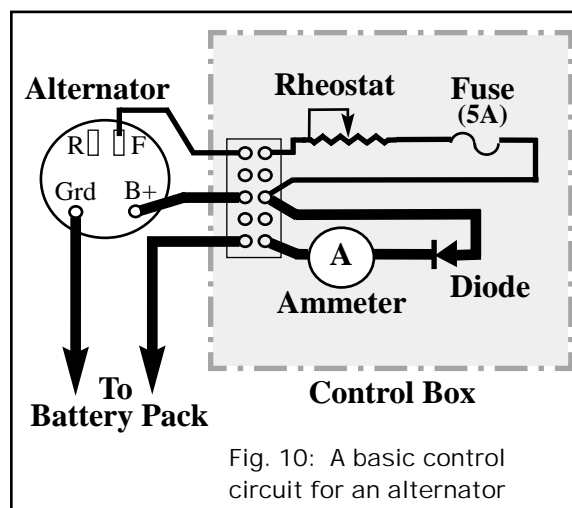 Alternator
R
F
Grd
B+
Rheostat
Fuse
(5A)
A
Ammeter
Diode
To
Battery Pack
Control Box
Fig. 10: A basic control
circuit for an alternator